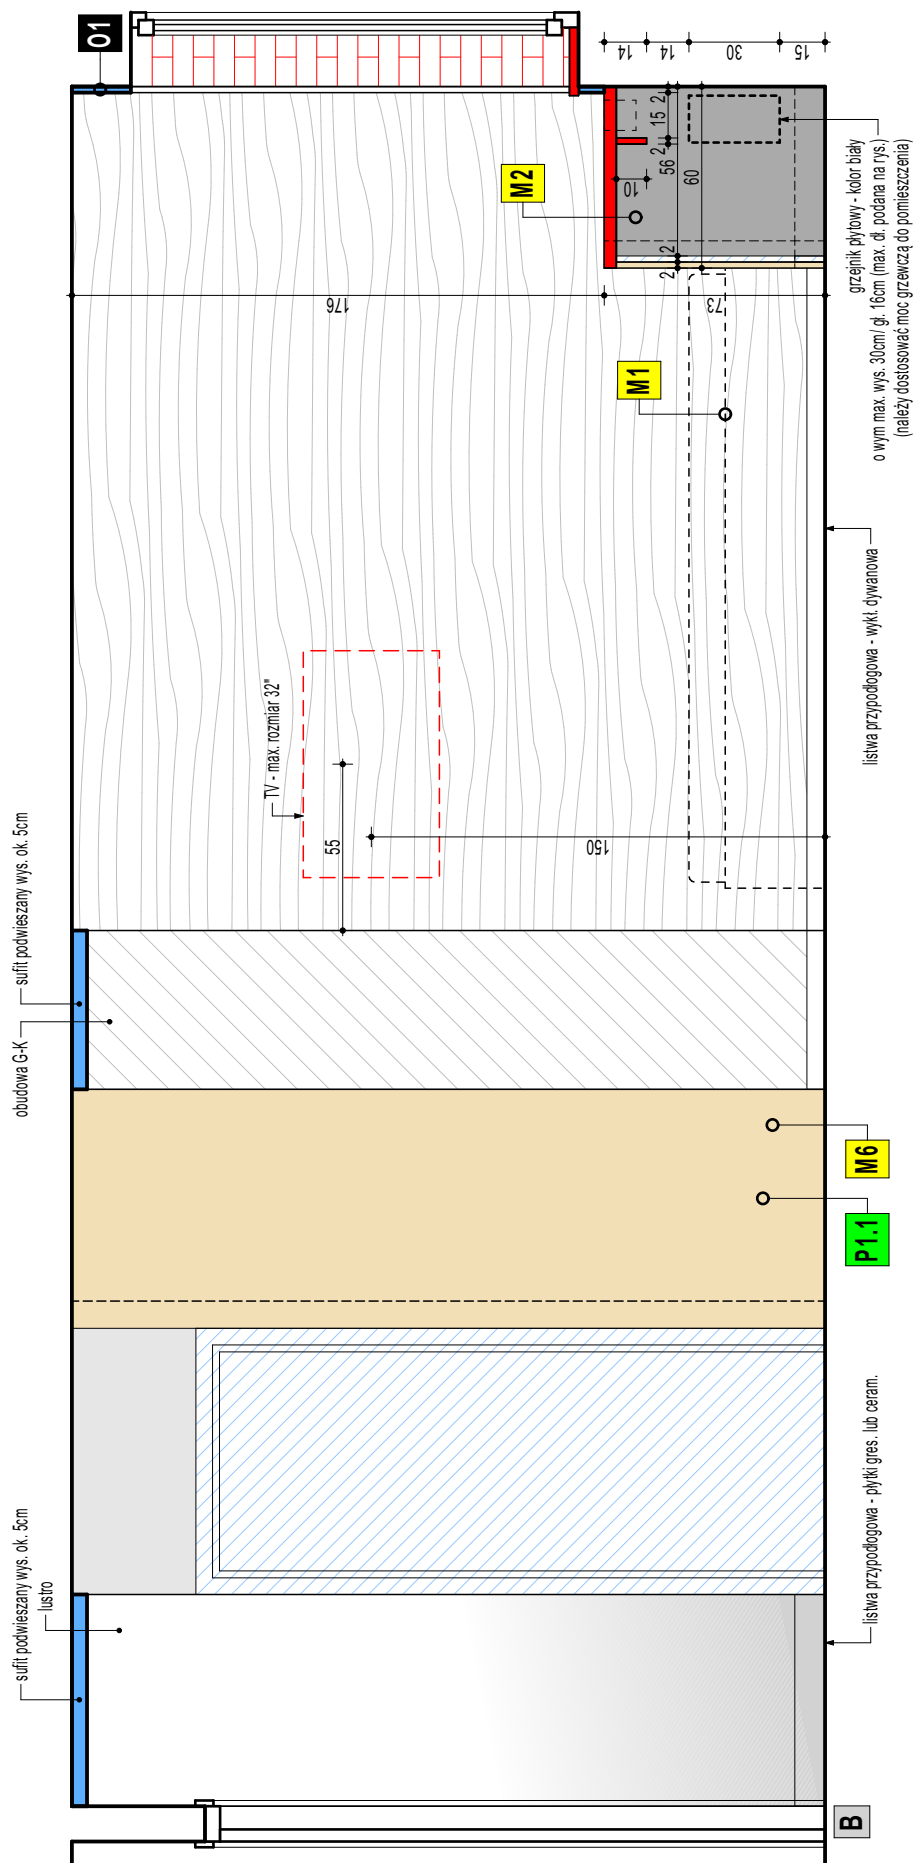 sufit podwieszany wys. ok. 5cm
lustro
obudowa G-K
sufit podwieszany wys. ok. 5cm
TV - max. rozmiar 32"
55
150
176
73
O1
M2
M1
14
14
30
15
2
15
2
56
60
10
2
2
grzejnik płytowy - kolor biały
o wym max. wys. 30cm/ gł. 16cm (max. dł. podana na rys.)
(należy dostosować moc grzewczą do pomieszczenia)
listwa przypodłogowa - wykł. dywanowa
M6
P1.1
listwa przypodłogowa - płytki gres. lub ceram.
B